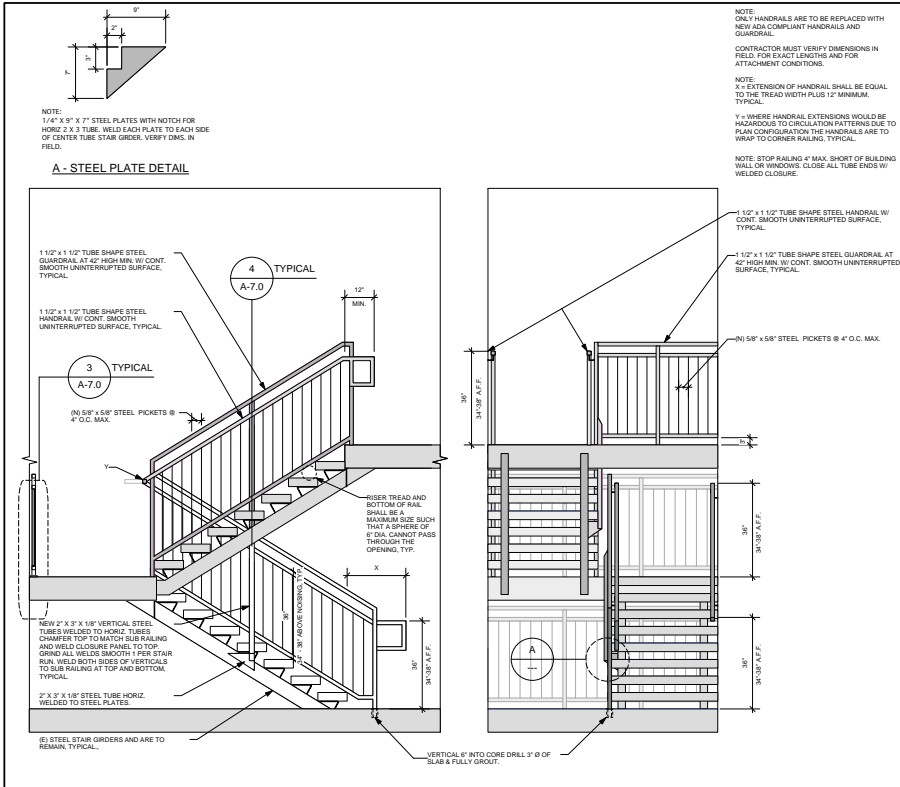 9"
2"
3"
7"
NOTE:
1/4" X 9" X 7" STEEL PLATES WITH NOTCH FOR
HORIZ 2 X 3 TUBE. WELD EACH PLATE TO EACH SIDE
OF CENTER TUBE STAIR GIRDER. VERIFY DIMS. IN
FIELD.
A - STEEL PLATE DETAIL
NOTE:
ONLY HANDRAILS ARE TO BE REPLACED WITH
NEW ADA COMPLIANT HANDRAILS AND
GUARDRAIL.
CONTRACTOR MUST VERIFY DIMENSIONS IN
FIELD. FOR EXACT LENGTHS AND FOR
ATTACHMENT CONDITIONS.
NOTE:
X = EXTENSION OF HANDRAIL SHALL BE EQUAL
TO THE TREAD WIDTH PLUS 12" MINIMUM,
TYPICAL.
Y = WHERE HANDRAIL EXTENSIONS WOULD BE
HAZARDOUS TO CIRCULATION PATTERNS DUE TO
PLAN CONFIGURATION THE HANDRAILS ARE TO
WRAP TO CORNER RAILING, TYPICAL.
NOTE: STOP RAILING 4" MAX. SHORT OF BUILDING
WALL OR WINDOWS. CLOSE ALL TUBE ENDS W/
WELDED CLOSURE.
1 1/2" x 1 1/2" TUBE SHAPE STEEL
GUARDRAIL AT 42" HIGH MIN. W/ CONT.
SMOOTH UNINTERRUPTED SURFACE,
TYPICAL.
4
A-7.0
TYPICAL
12"
MIN.
1 1/2" x 1 1/2" TUBE SHAPE STEEL
HANDRAIL W/ CONT. SMOOTH
UNINTERRUPTED SURFACE, TYPICAL.
3
A-7.0
TYPICAL
(N) 5/8" x 5/8" STEEL PICKETS @
4" O.C. MAX.
Y
RISER TREAD AND
BOTTOM OF RAIL
SHALL BE A
MAXIMUM SIZE SUCH
THAT A SPHERE OF
6" DIA. CANNOT PASS
THROUGH THE
OPENING, TYP.
X
36"
34" - 38" ABOVE NOISING, TYP.
36"
34"-38" A.F.F.
NEW 2" X 3" X 1/8" VERTICAL STEEL
TUBES WELDED TO HORIZ. TUBES
CHAMFER TOP TO MATCH SUB RAILING
AND WELD CLOSURE PANEL TO TOP.
GRIND ALL WELDS SMOOTH 1 PER STAIR
RUN. WELD BOTH SIDES OF VERTICALS
TO SUB RAILING AT TOP AND BOTTOM,
TYPICAL.
2" X 3" X 1/8" STEEL TUBE HORIZ.
WELDED TO STEEL PLATES.
(E) STEEL STAIR GIRDERS AND ARE TO
REMAIN, TYPICAL.,
VERTICAL 6" INTO CORE DRILL 3" Ø OF
SLAB & FULLY GROUT.
1 1/2" x 1 1/2" TUBE SHAPE STEEL HANDRAIL W/
CONT. SMOOTH UNINTERRUPTED SURFACE,
TYPICAL.
1 1/2" x 1 1/2" TUBE SHAPE STEEL GUARDRAIL AT
42" HIGH MIN. W/ CONT. SMOOTH UNINTERRUPTED
SURFACE, TYPICAL.
(N) 5/8" x 5/8" STEEL PICKETS @ 4" O.C. MAX.
36"
34"-38" A.F.F.
3"
36"
34"-38" A.F.F.
36"
34"-38" A.F.F.
A
---